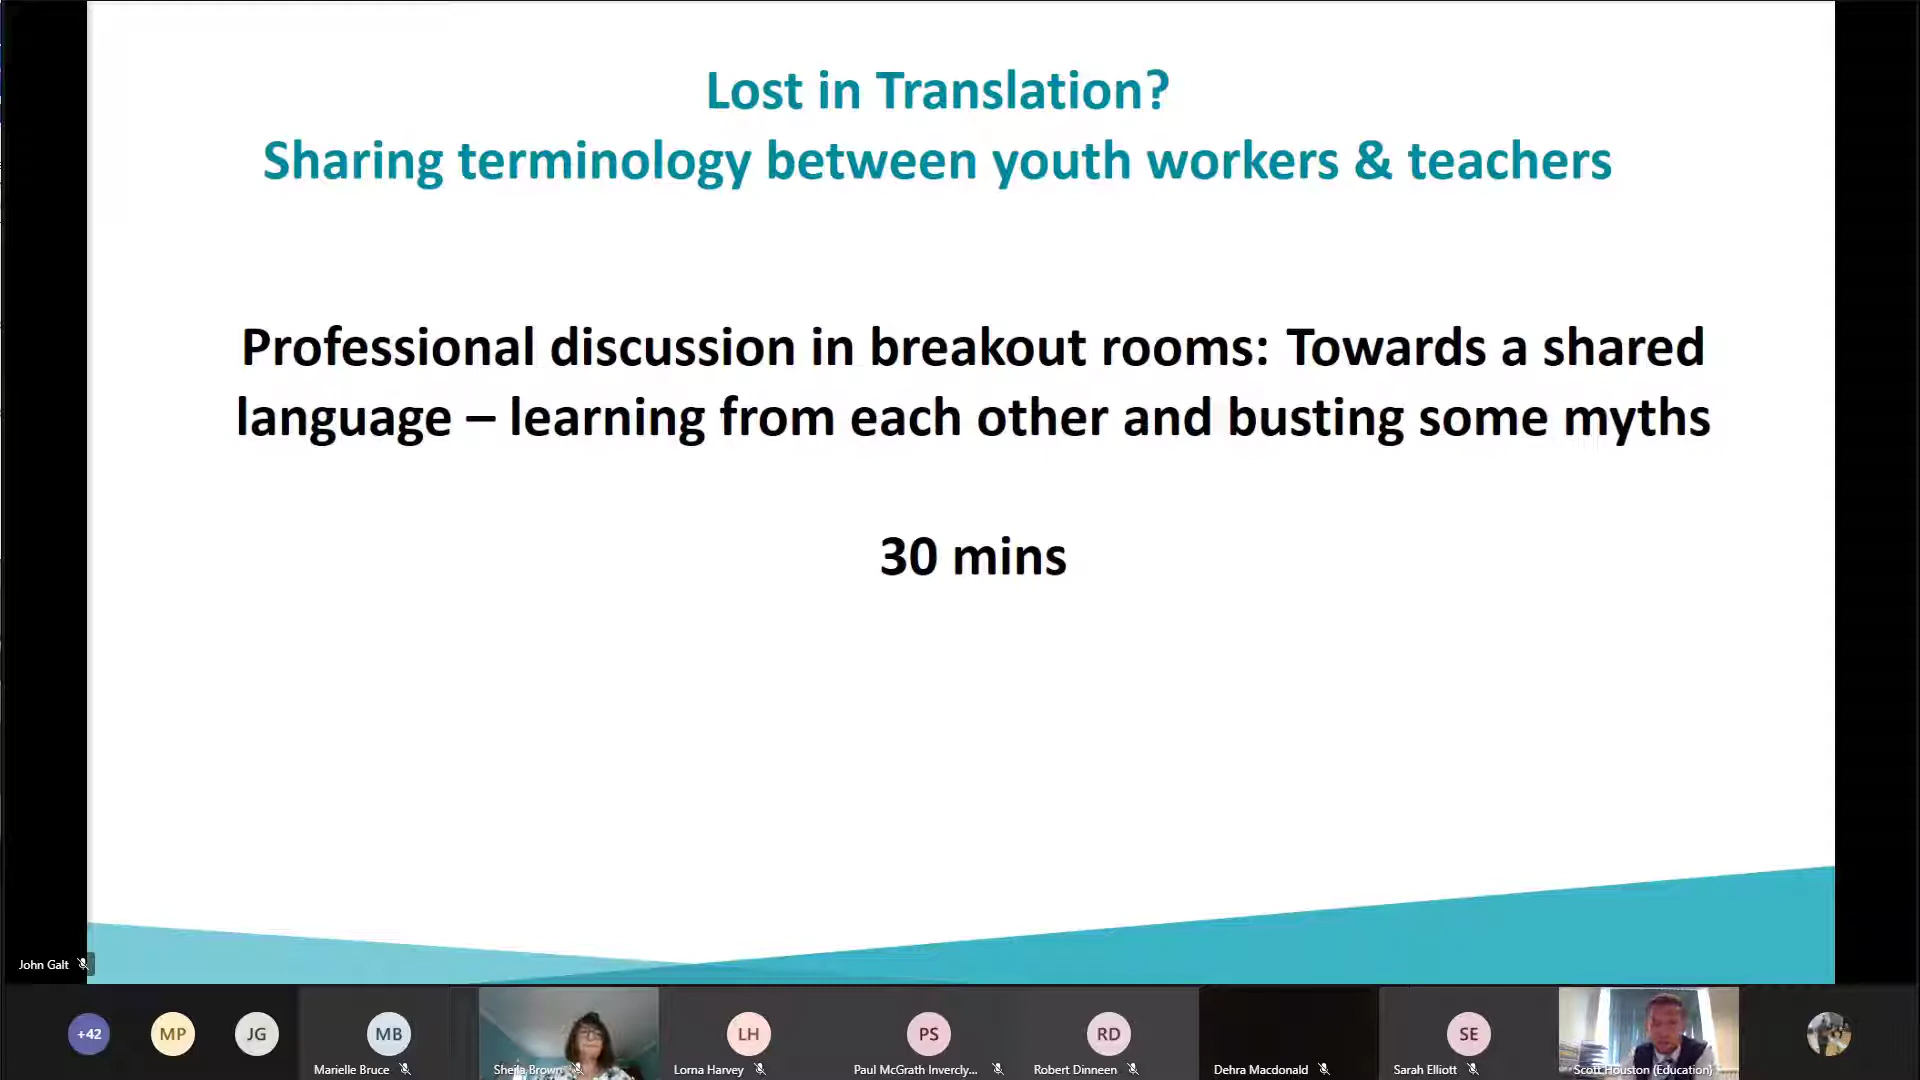 Lost in Translation?
Sharing terminology between youth workers & teachers
Professional discussion in breakout rooms: Towards a shared
language – learning from each other and busting some myths
30 mins
John Galt
+42
MP
JG
MB
LH
PS
RD
SE
Marielle Bruce
Sheila Brown
Lorna Harvey
Paul McGrath Invercly...
Robert Dinneen
Dehra Macdonald
Sarah Elliott
Scott Houston (Education)